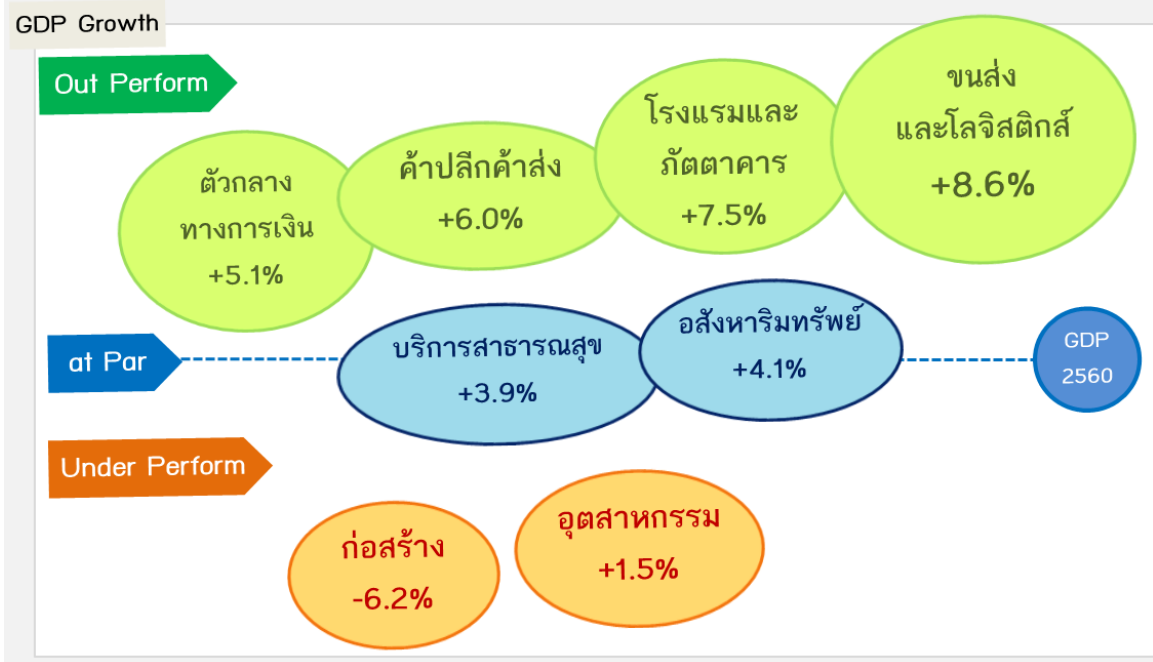 GDP Growth
Out Perform
ตัวกลาง
ทางการเงิน
+5.1%
ค้าปลีกค้าส่ง
+6.0%
โรงแรมและ
ภัตตาคาร
+7.5%
ขนส่ง
และโลจิสติกส์
+8.6%
at Par
บริการสาธารณสุข
+3.9%
อสังหาริมทรัพย์
+4.1%
GDP
2560
Under Perform
ก่อสร้าง
-6.2%
อุตสาหกรรม
+1.5%